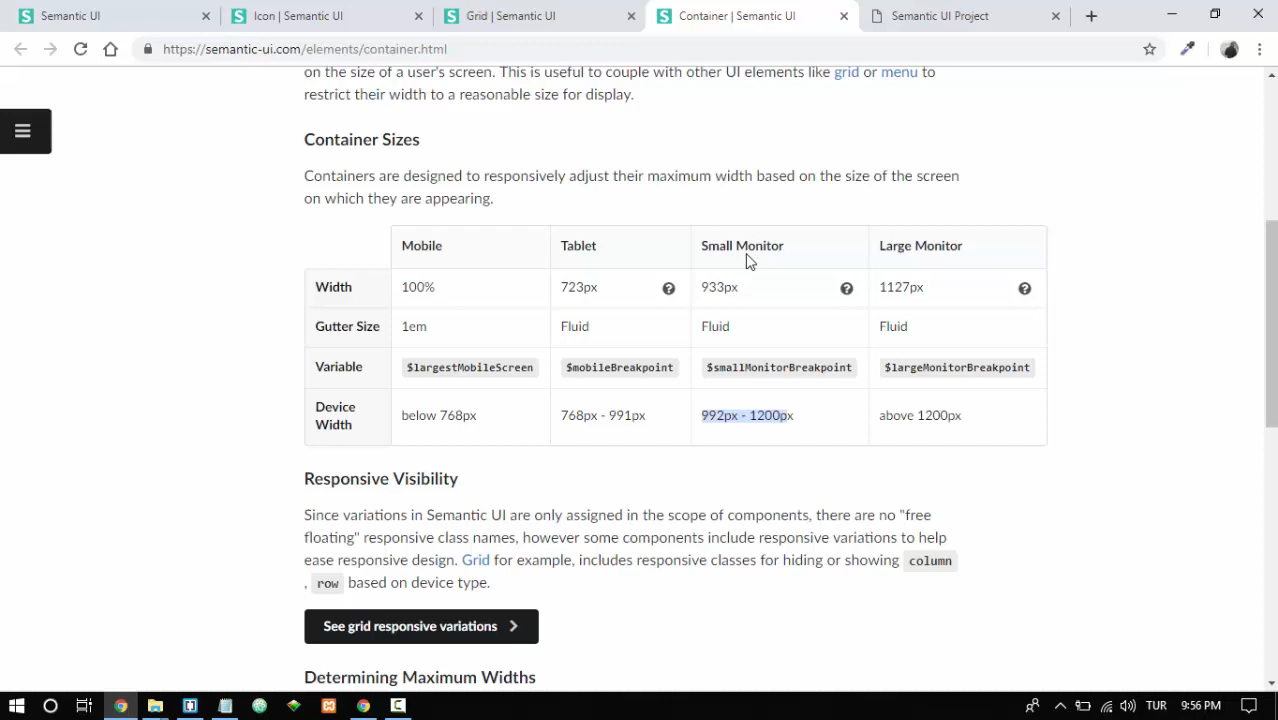 Semantic UI
Icon | Semantic UI
Grid | Semantic UI
Container | Semantic UI
Semantic UI Project
https://semantic-ui.com/elements/container.html
on the size of a user's screen. This is useful to couple with other UI elements like grid or menu to
restrict their width to a reasonable size for display.
Container Sizes
Containers are designed to responsively adjust their maximum width based on the size of the screen
on which they are appearing.
Mobile Tablet Small Monitor Large Monitor
Width 100% 723px 933px 1127px
Gutter Size 1em Fluid Fluid Fluid
Variable $largestMobileScreen $mobileBreakpoint $smallMonitorBreakpoint $largeMonitorBreakpoint
Device
Width below 768px 768px - 991px 992px - 1200px above 1200px
Responsive Visibility
Since variations in Semantic UI are only assigned in the scope of components, there are no "free
floating" responsive class names, however some components include responsive variations to help
ease responsive design. Grid for example, includes responsive classes for hiding or showing column
, row based on device type.
See grid responsive variations
Determining Maximum Widths
TUR 9:56 PM